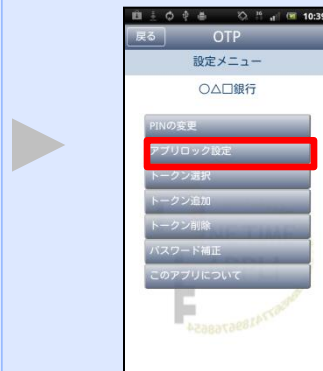 10:39
戻る OTP
設定メニュー
○△□銀行
PINの変更
アプリロック設定
トークン選択
トークン追加
トークン削除
パスワード補正
このアプリについて